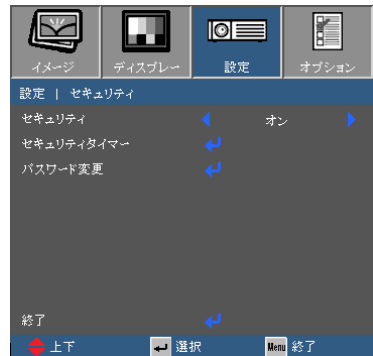 イメージ ディスプレー 設定 オプション
設定 | セキュリティ
セキュリティ オン
セキュリティタイマー
パスワード変更
終了
上下 選択 Menu 終了